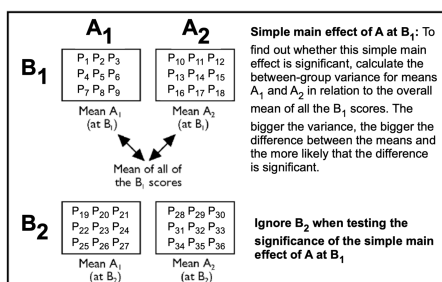 A1 A2
B1
P1 P2 P3
P4 P5 P6
P7 P8 P9
P10 P11 P12
P13 P14 P15
P16 P17 P18
Mean A1
(at B1)
Mean A2
(at B1)
Mean of all of
the B1 scores
Simple main effect of A at B1: To
find out whether this simple main
effect is significant, calculate the
between-group variance for means
A1 and A2 in relation to the overall
mean of all the B1 scores. The
bigger the variance, the bigger the
difference between the means and
the more likely that the difference
is significant.
B2
P19 P20 P21
P22 P23 P24
P25 P26 P27
P28 P29 P30
P31 P32 P33
P34 P35 P36
Mean A1
(at B2)
Mean A2
(at B2)
Ignore B2 when testing the
significance of the simple main
effect of A at B1